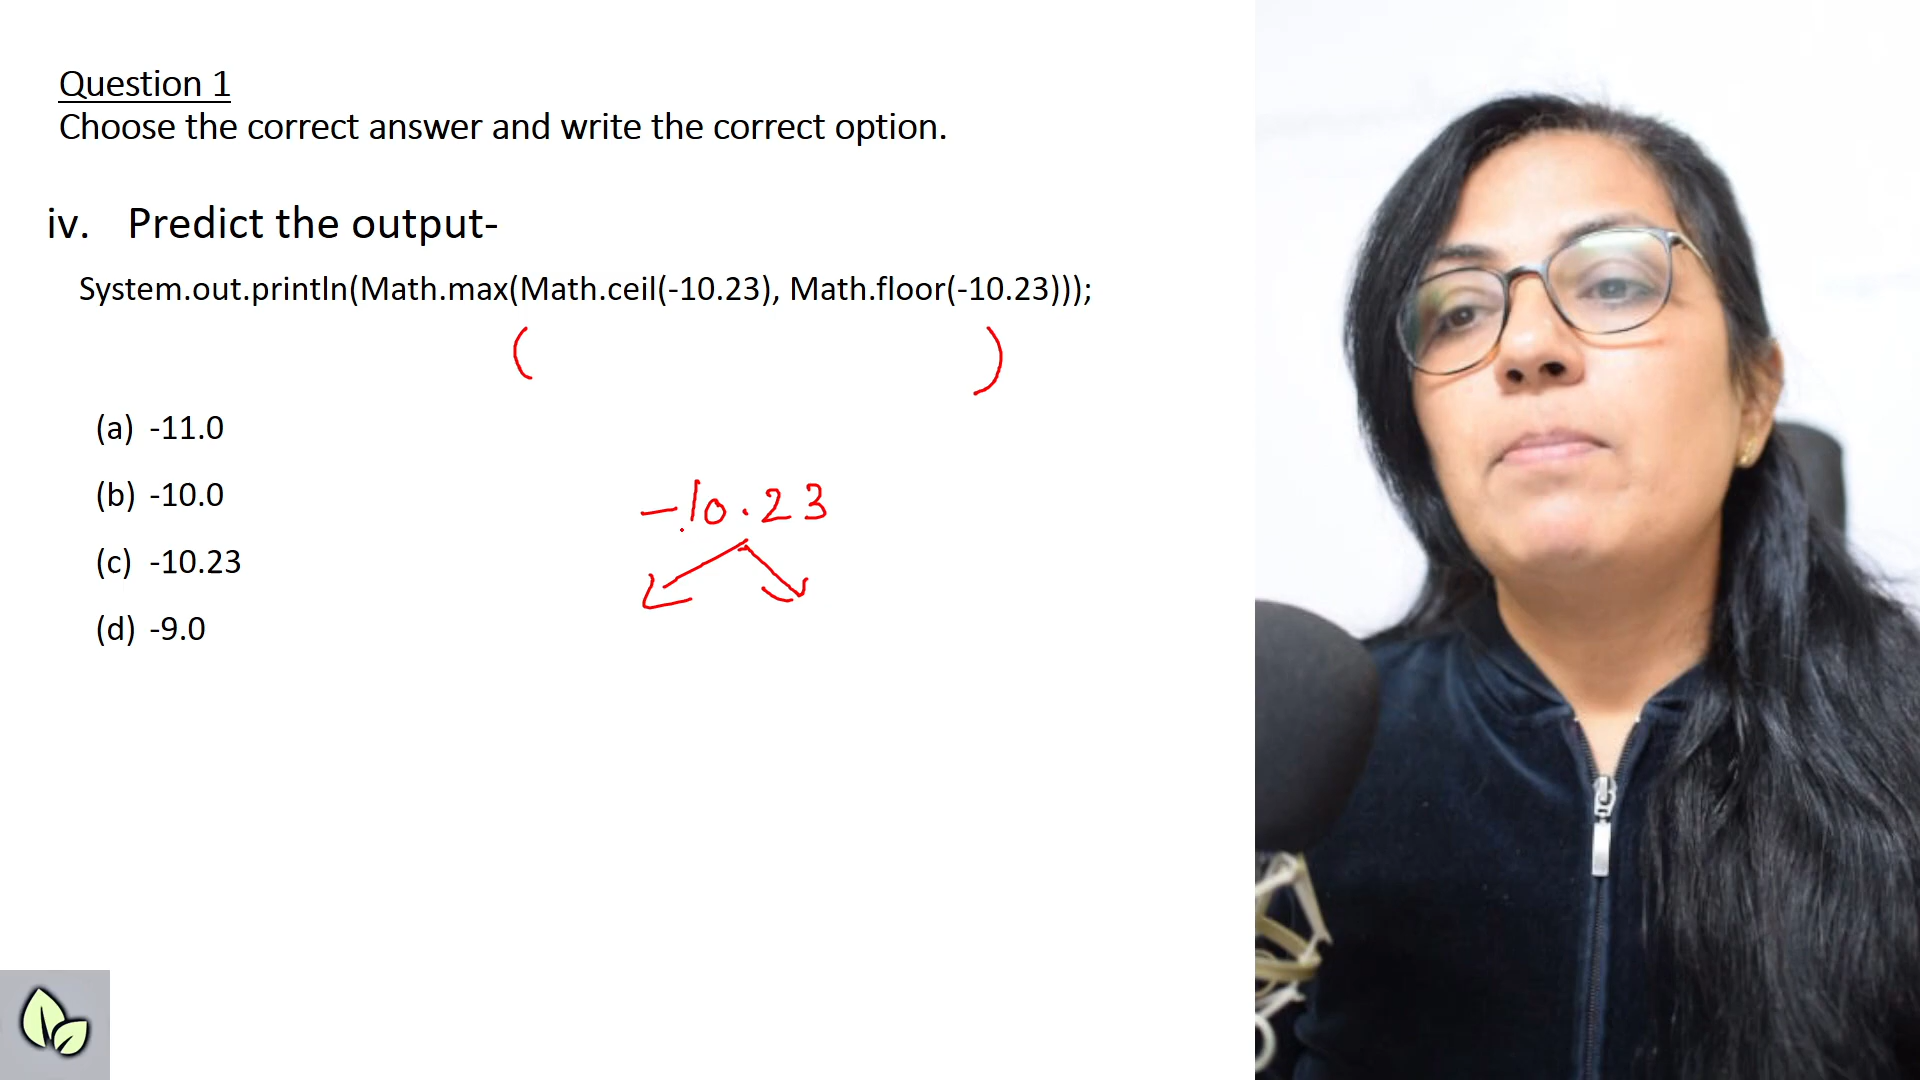 Question 1
Choose the correct answer and write the correct option.
iv. Predict the output-
System.out.println(Math.max(Math.ceil(-10.23), Math.floor(-10.23)));
( )
(a) -11.0
(b) -10.0
-10.23
(c) -10.23
(d) -9.0